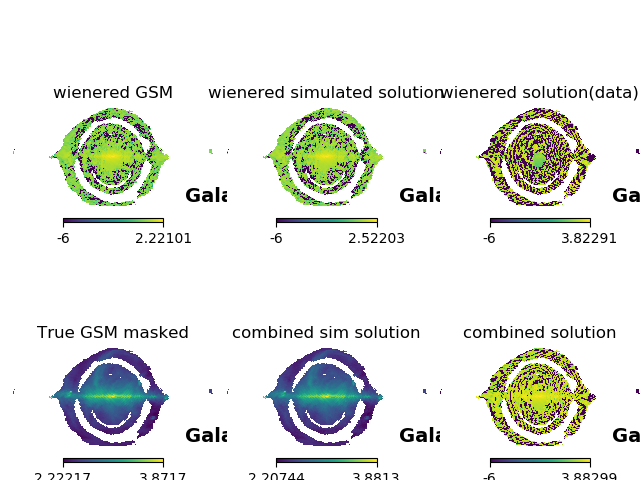 wienered GSM
wienered simulated solution
wienered solution(data)
Gala
Gala
Ga
-6 2.22101
-6 2.52203
-6 3.82291
True GSM masked
combined sim solution
combined solution
Gala
Gala
Ga
2.22217 3.8717
2.20744 3.8813
-6 3.88299